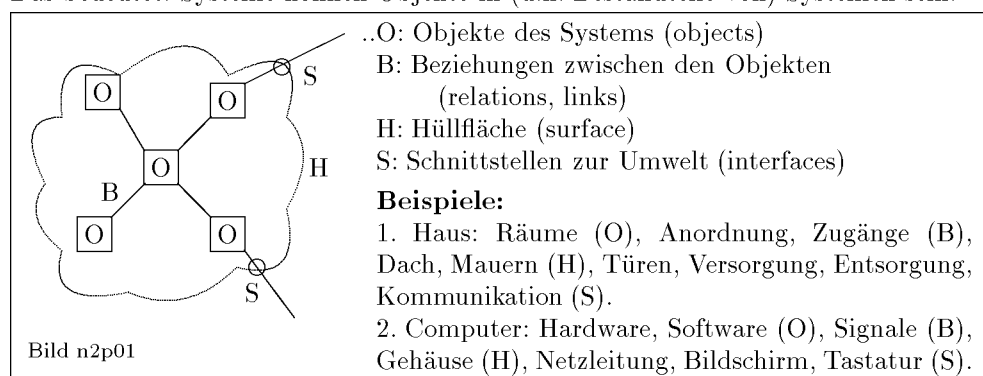 O
O
S
O
H
B
O
O
S
Bild n2p01
..O: Objekte des Systems (objects)
B: Beziehungen zwischen den Objekten
(relations, links)
H: Hüllfläche (surface)
S: Schnittstellen zur Umwelt (interfaces)
Beispiele:
1. Haus: Räume (O), Anordnung, Zugänge (B),
Dach, Mauern (H), Türen, Versorgung, Entsorgung,
Kommunikation (S).
2. Computer: Hardware, Software (O), Signale (B),
Gehäuse (H), Netzleitung, Bildschirm, Tastatur (S).